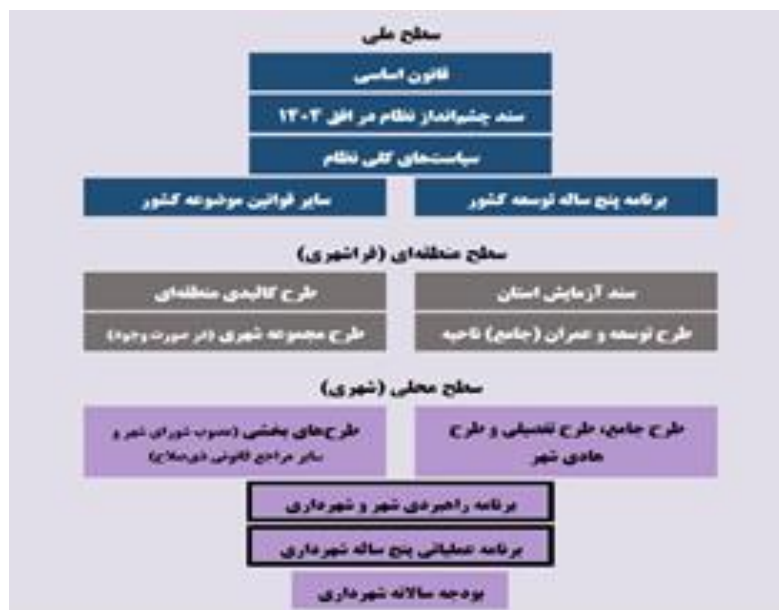 سطح ملی
قانون اساسی
سند چشم‌انداز نظام در افق ۱۴۰۴
سیاست‌های کلی نظام
برنامه پنج ساله توسعه کشور
سایر قوانین موضوعه کشور
سطح منطقه‌ای (فراشهری)
سند آزمایش استان
طرح کالبدی منطقه‌ای
طرح توسعه و عمران (جامع) ناحیه
طرح مجموعه شهری (در صورت وجود)
سطح محلی (شهری)
طرح جامع، طرح تفصیلی و طرح
هادی شهر
طرح‌های بخشی (مصوب شورای شهر و
سایر مراجع قانونی ذی‌صلاح)
برنامه راهبردی شهر و شهرداری
برنامه عملیاتی پنج ساله شهرداری
بودجه سالانه شهرداری